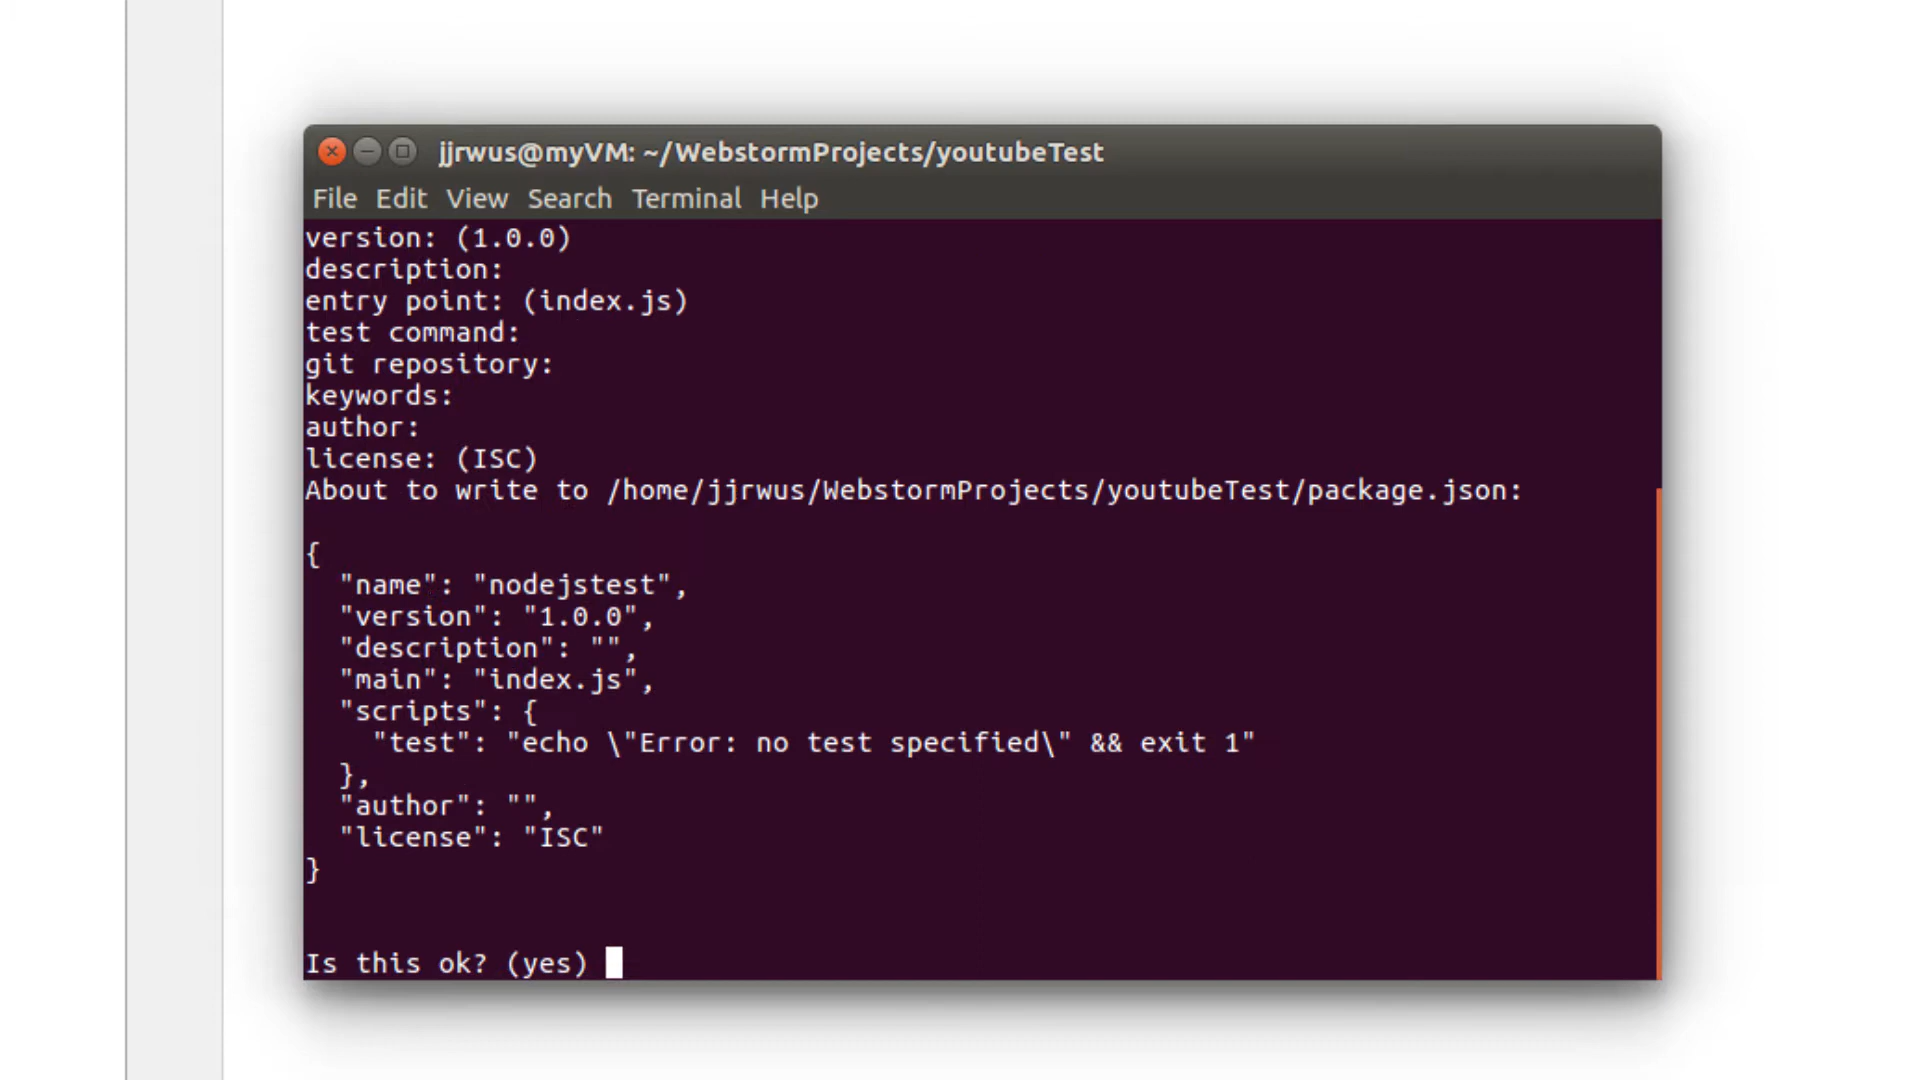 jjrwus@myVM: ~/WebstormProjects/youtubeTest
File Edit View Search Terminal Help
version: (1.0.0)
description:
entry point: (index.js)
test command:
git repository:
keywords:
author:
license: (ISC)
About to write to /home/jjrwus/WebstormProjects/youtubeTest/package.json:
{
  "name": "nodejstest",
  "version": "1.0.0",
  "description": "",
  "main": "index.js",
  "scripts": {
    "test": "echo \"Error: no test specified\" && exit 1"
  },
  "author": "",
  "license": "ISC"
}
Is this ok? (yes)